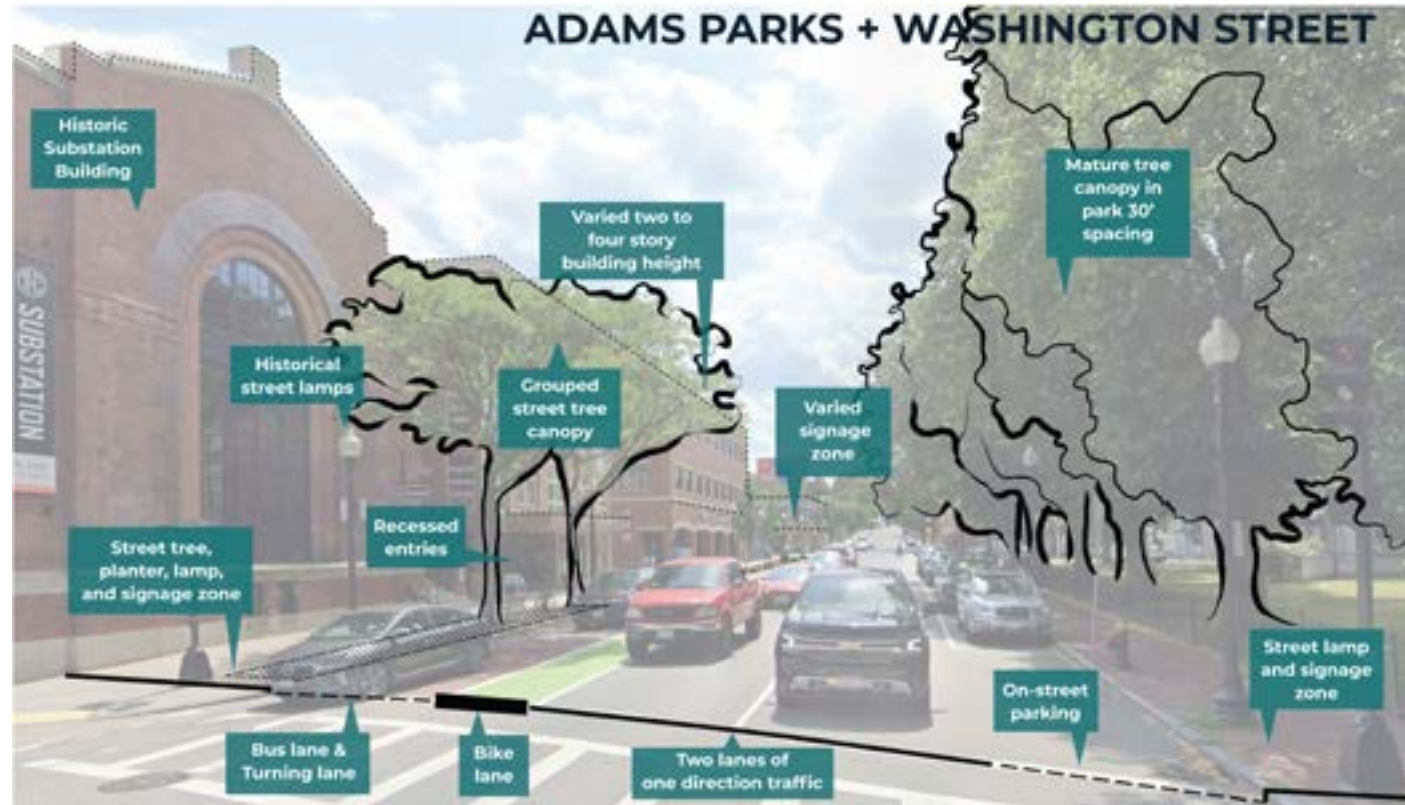 ADAMS PARKS + WASHINGTON STREET
Historic
Substation
Building
Mature tree
canopy in
park 30'
spacing
Varied two to
four story
building height
SUBSTATION
Historical
street lamps
Grouped
street tree
canopy
Varied
signage
zone
Recessed
entries
Street tree,
planter, lamp,
and signage zone
Street lamp
and signage
zone
On-street
parking
Bus lane &
Turning lane
Bike
lane
Two lanes of
one direction traffic